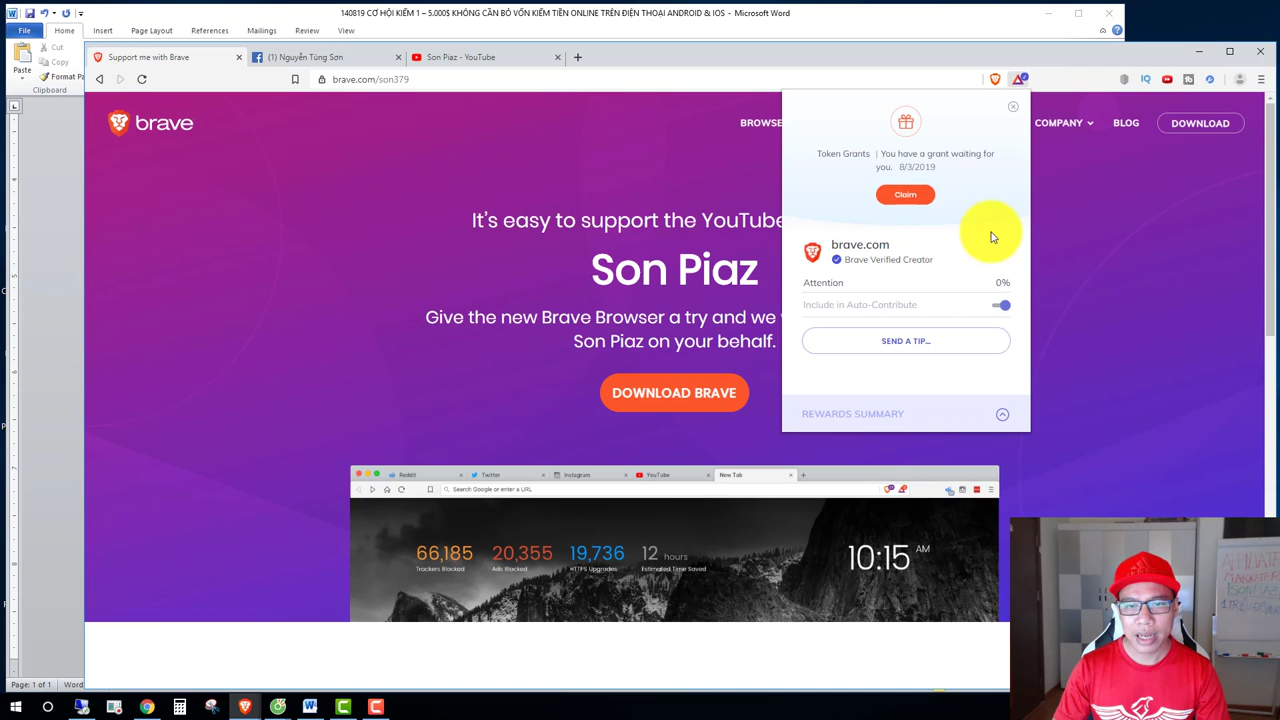 140819 CƠ HỘI KIẾM 1 – 5.000$ KHÔNG CẦN BỎ VỐN KIẾM TIỀN ONLINE TRÊN ĐIỆN THOẠI ANDROID & IOS - Microsoft Word
File Home Insert Page Layout References Mailings Review View
Cut
Copy
Paste
Format Pa
Clipboard
Support me with Brave
(1) Nguyễn Tùng Sơn
Son Piaz - YouTube
brave.com/son379
IQ
brave
BROWSE
COMPANY
BLOG
DOWNLOAD
Token Grants | You have a grant waiting for
you. 8/3/2019
Claim
brave.com
Brave Verified Creator
Attention 0%
Include in Auto-Contribute
SEND A TIP...
REWARDS SUMMARY
It's easy to support the YouTube
Son Piaz
Give the new Brave Browser a try and we
Son Piaz on your behalf.
DOWNLOAD BRAVE
Reddit
Twitter
Instagram
YouTube
New Tab
Search Google or enter a URL
66,185 20,355 19,736 12 hours
Trackers Blocked Ads Blocked HTTPS Upgrades Estimated Time Saved
10:15 AM
Page: 1 of 1
Word